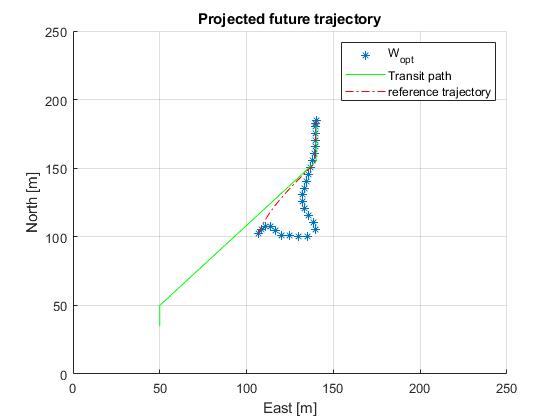 Projected future trajectory
W_opt
Transit path
reference trajectory
North [m]
250
200
150
100
50
0
0 50 100 150 200 250
East [m]